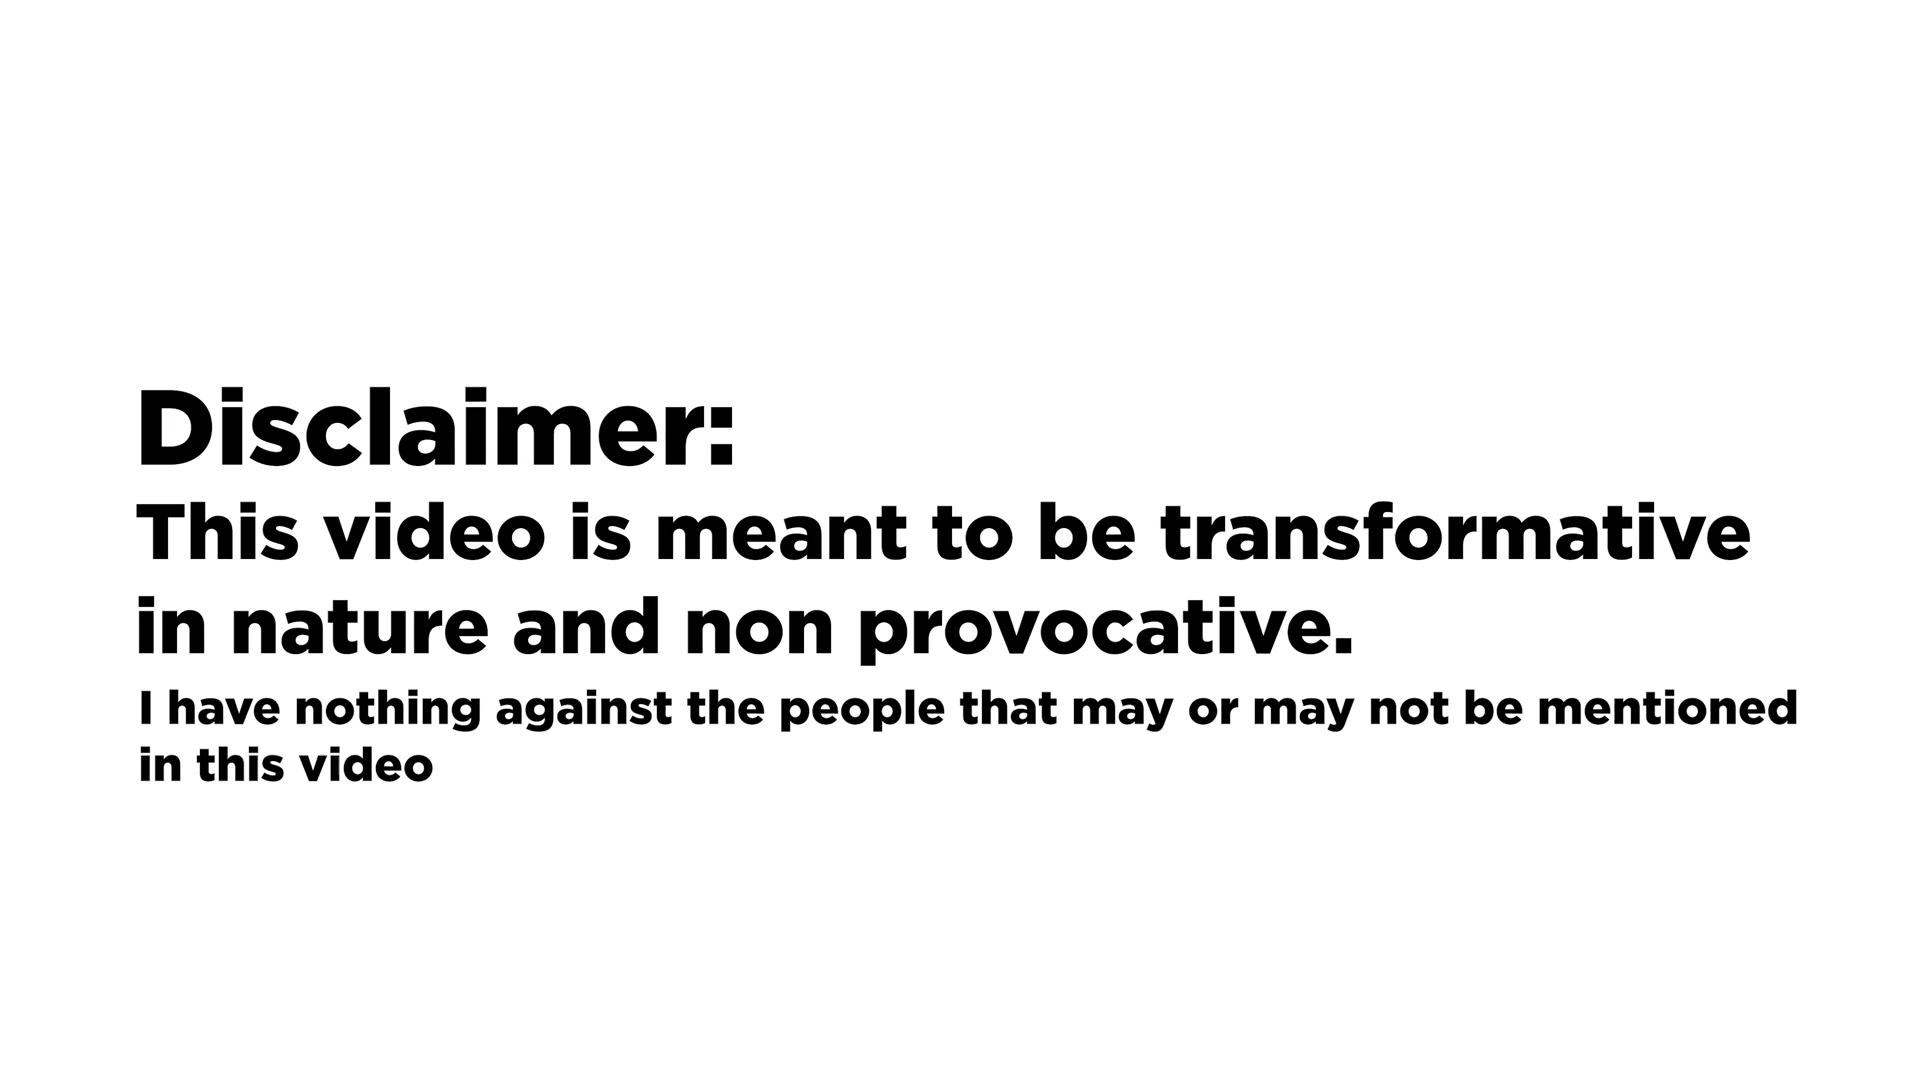 Disclaimer:
This video is meant to be transformative
in nature and non provocative.
I have nothing against the people that may or may not be mentioned
in this video